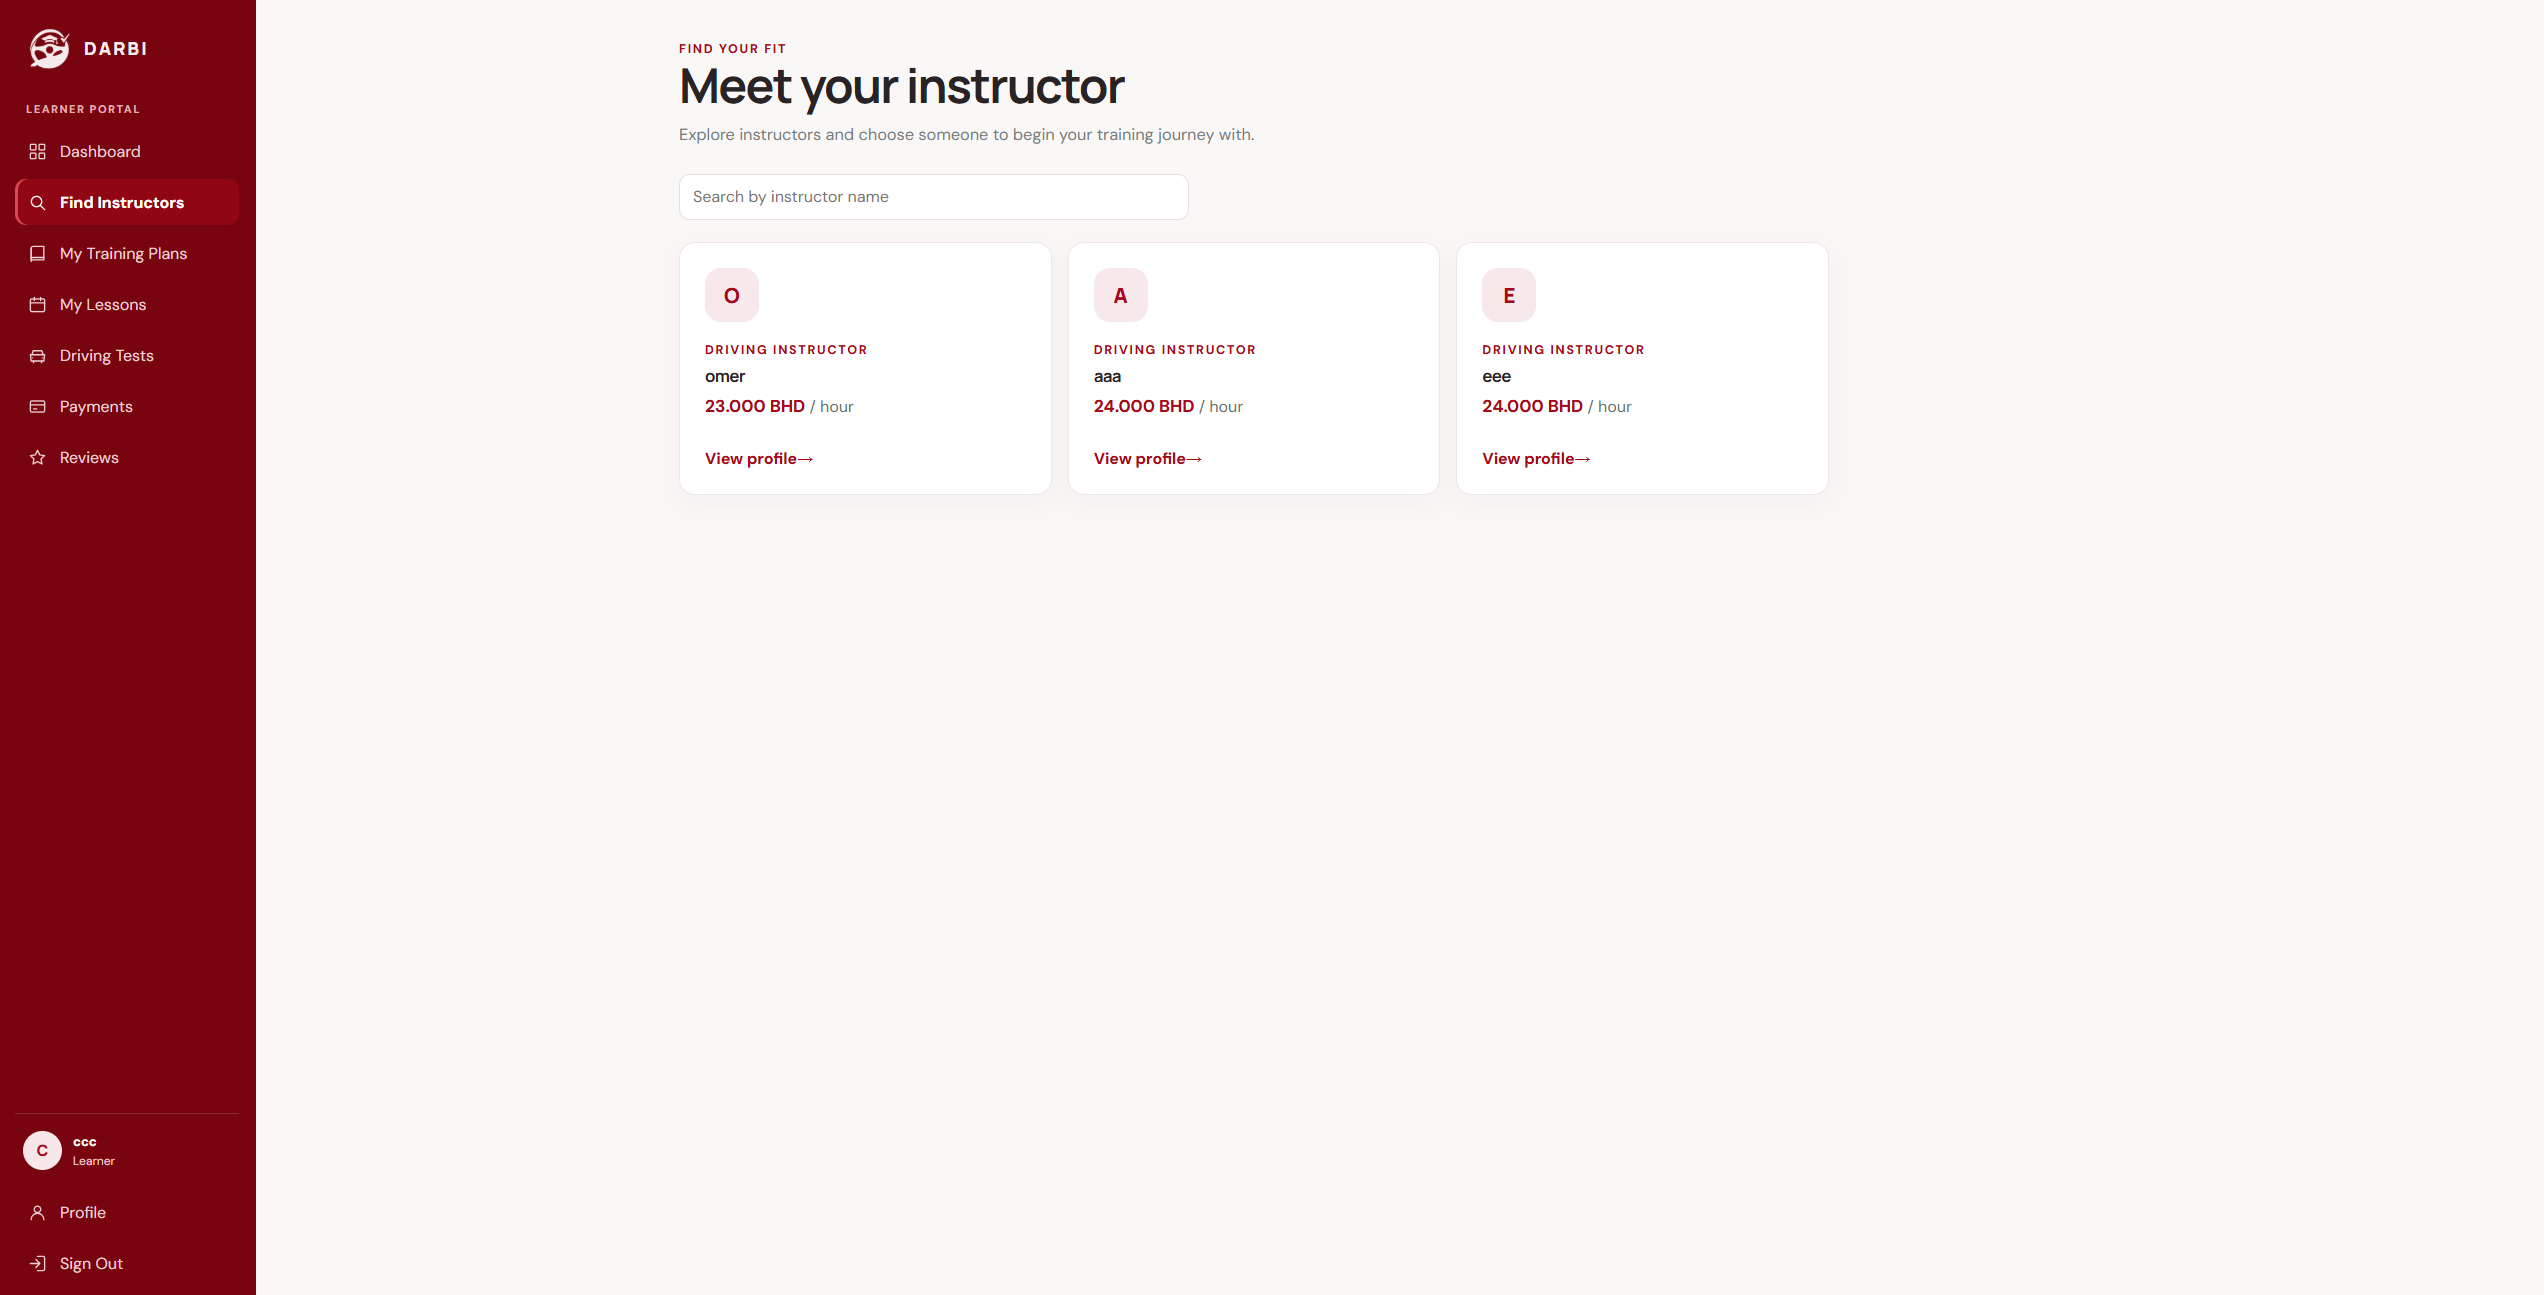 DARBI
LEARNER PORTAL
Dashboard
Find Instructors
My Training Plans
My Lessons
Driving Tests
Payments
Reviews
C
ccc
Learner
Profile
Sign Out
FIND YOUR FIT
Meet your instructor
Explore instructors and choose someone to begin your training journey with.
Search by instructor name
O
DRIVING INSTRUCTOR
omer
23.000 BHD / hour
View profile→
A
DRIVING INSTRUCTOR
aaa
24.000 BHD / hour
View profile→
E
DRIVING INSTRUCTOR
eee
24.000 BHD / hour
View profile→